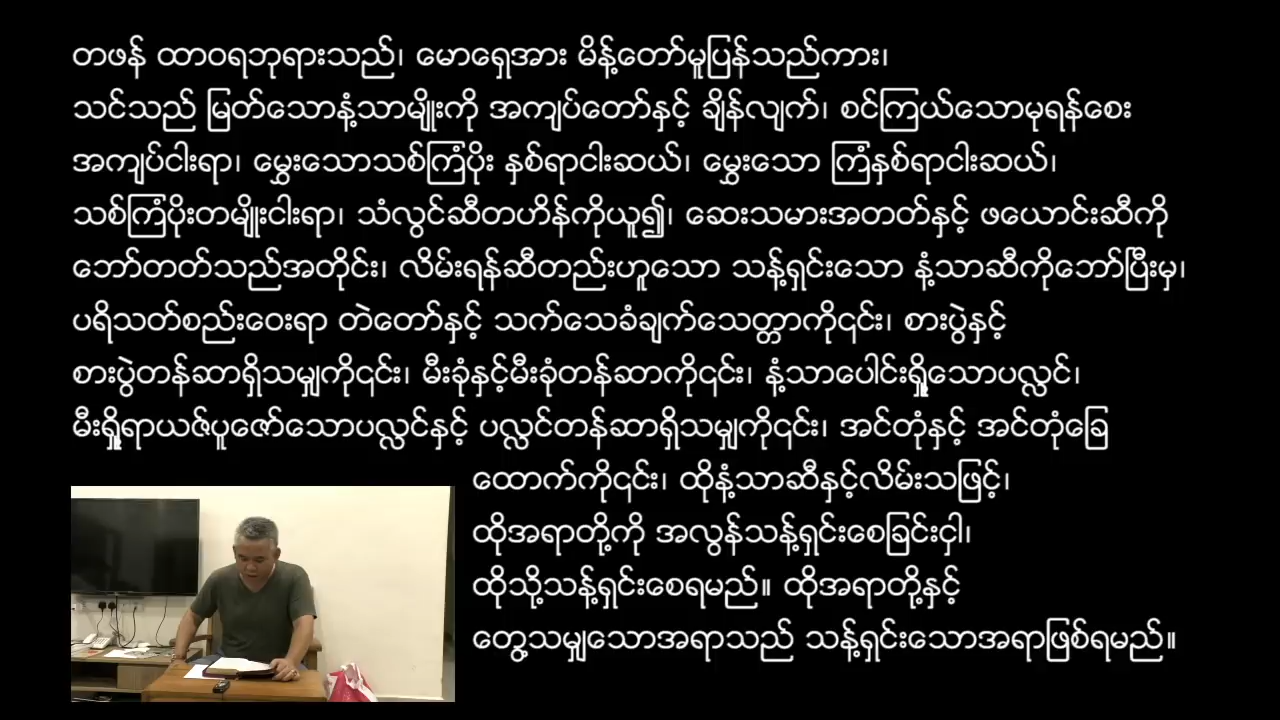 တဖန် ထာဝရဘုရားသည်၊ မောရှေအား မိန့်တော်မူပြန်သည်ကား၊
သင်သည် မြတ်သောနံ့သာမျိုးကို အကျပ်တော်နှင့် ချိန်လျက်၊ စင်ကြယ်သောမုရန်စေး
အကျပ်ငါးရာ၊ မွှေးသောသစ်ကြံပိုး နှစ်ရာငါးဆယ်၊ မွှေးသော ကြံနှစ်ရာငါးဆယ်၊
သစ်ကြံပိုးတမျိုးငါးရာ၊ သံလွင်ဆီတဟိန်ကိုယူ၍၊ ဆေးသမားအတတ်နှင့် ဖယောင်းဆီကို
ဘော်တတ်သည်အတိုင်း၊ လိမ်းရန်ဆီတည်းဟူသော သန့်ရှင်းသော နံ့သာဆီကိုဘော်ပြီးမှ၊
ပရိသတ်စည်းဝေးရာ တဲတော်နှင့် သက်သေခံချက်သေတ္တာကို၎င်း၊ စားပွဲနှင့်
စားပွဲတန်ဆာရှိသမျှကို၎င်း၊ မီးခုံနှင့်မီးခုံတန်ဆာကို၎င်း၊ နံ့သာပေါင်းရှို့သောပလ္လင်၊
မီးရှို့ရာယဇ်ပူဇော်သောပလ္လင်နှင့် ပလ္လင်တန်ဆာရှိသမျှကို၎င်း၊ အင်တုံနှင့် အင်တုံခြေ
ထောက်ကို၎င်း၊ ထိုနံ့သာဆီနှင့်လိမ်းသဖြင့်၊
ထိုအရာတို့ကို အလွန်သန့်ရှင်းစေခြင်းငှါ၊
ထိုသို့သန့်ရှင်းစေရမည်။ ထိုအရာတို့နှင့်
တွေ့သမျှသောအရာသည် သန့်ရှင်းသောအရာဖြစ်ရမည်။